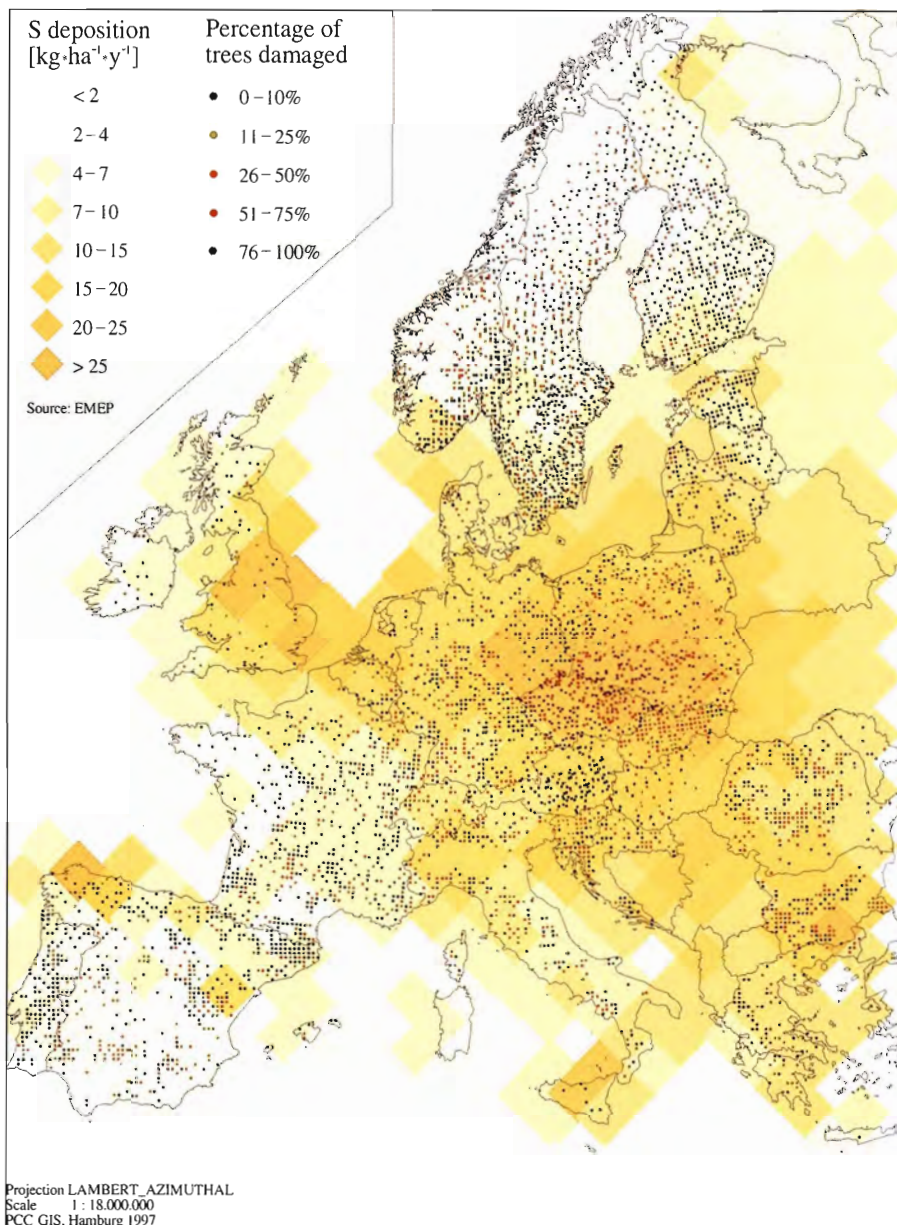 S deposition
[kg*ha⁻¹*y⁻¹]
< 2
2 – 4
4 – 7
7 – 10
10 – 15
15 – 20
20 – 25
> 25
Source: EMEP
Percentage of
trees damaged
0 – 10%
11 – 25%
26 – 50%
51 – 75%
76 – 100%
Projection LAMBERT_AZIMUTHAL
Scale 1 : 18.000.000
PCC GIS, Hamburg 1997